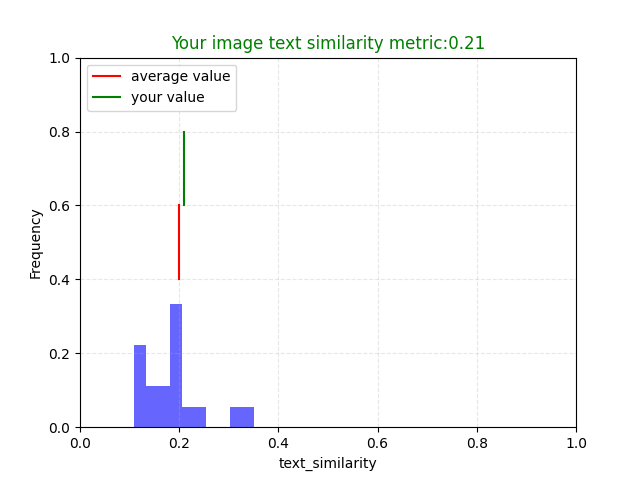 Your image text similarity metric:0.21
average value
your value
1.0
0.8
0.6
0.4
0.2
0.0
Frequency
0.0 0.2 0.4 0.6 0.8 1.0
text_similarity